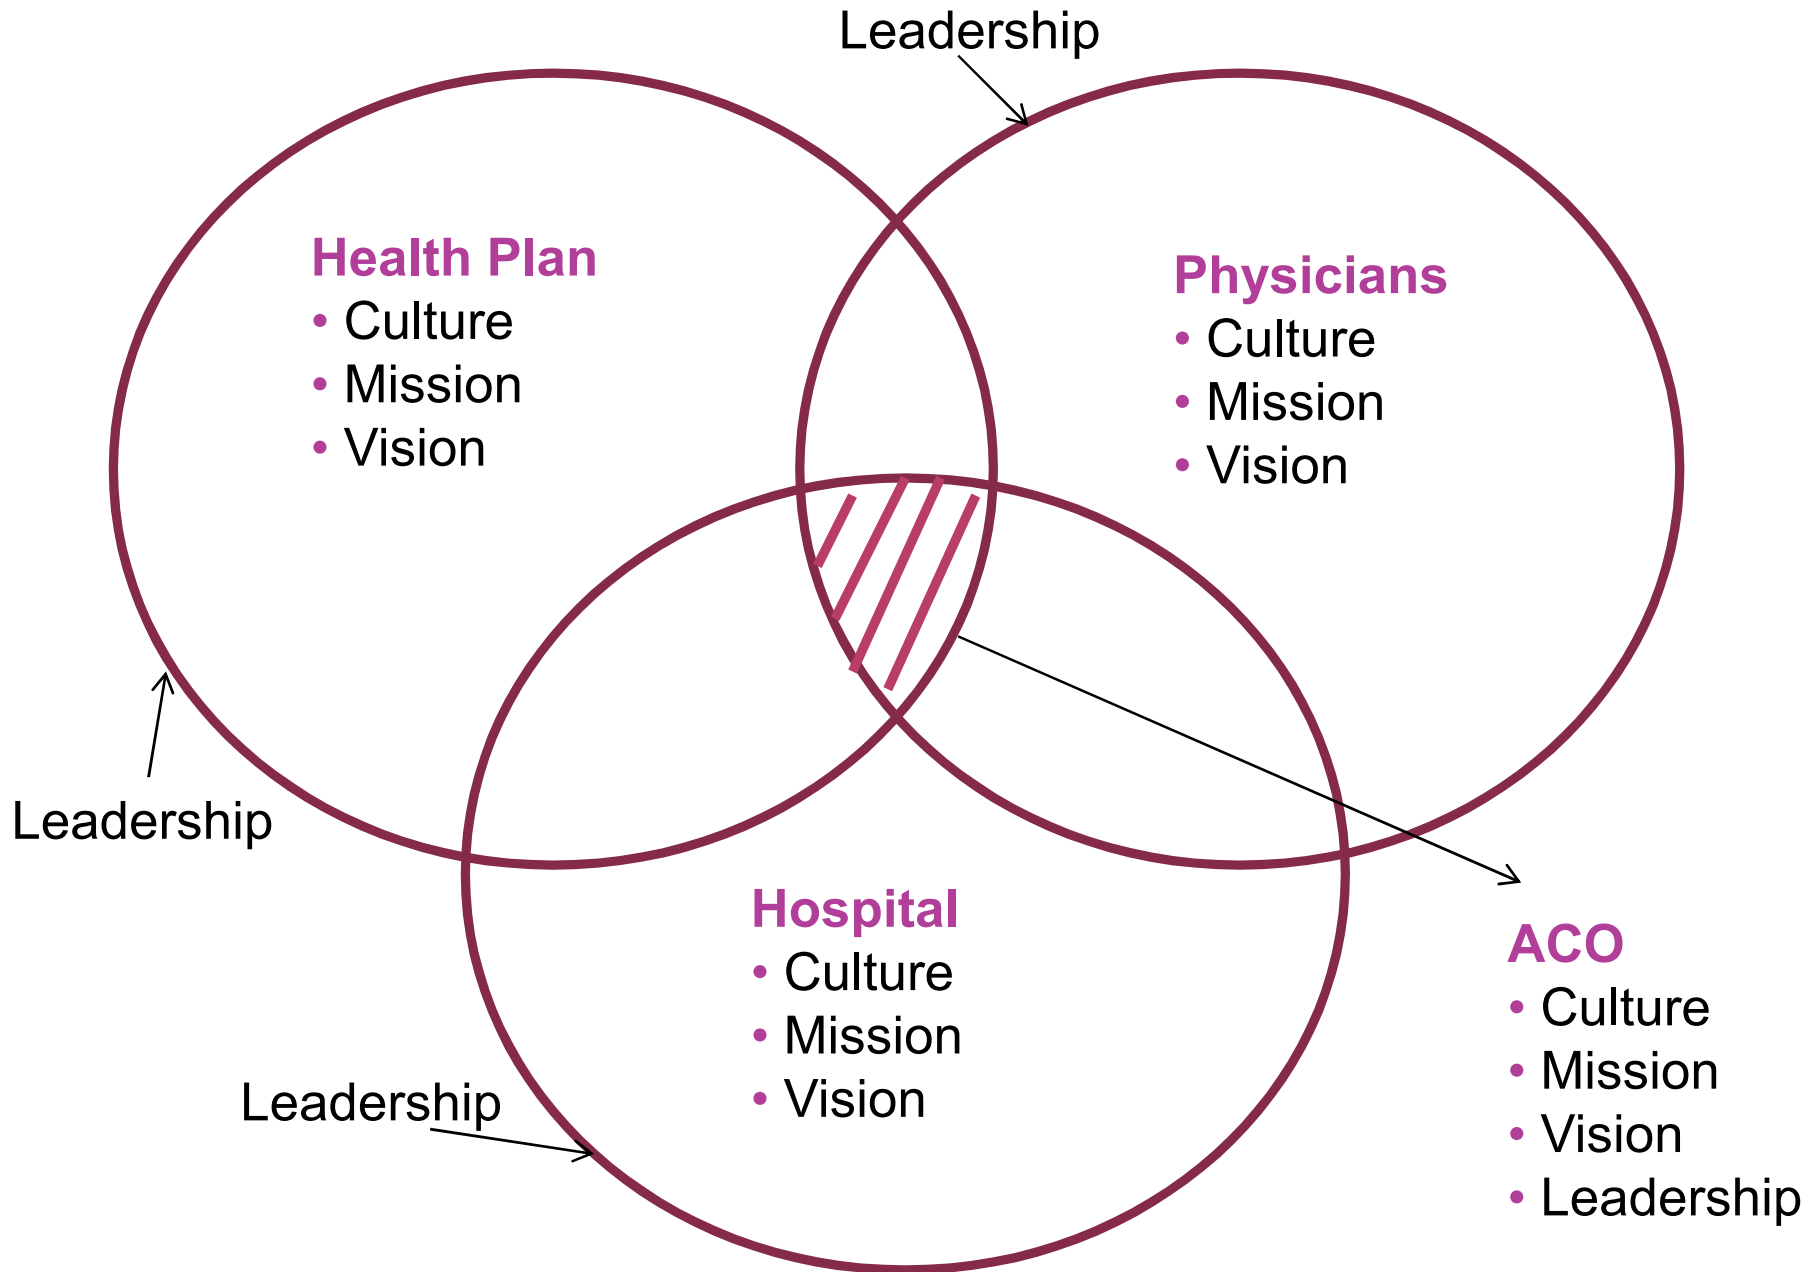 Leadership
Health Plan
• Culture
• Mission
• Vision
Physicians
• Culture
• Mission
• Vision
Leadership
Hospital
• Culture
• Mission
• Vision
Leadership
ACO
• Culture
• Mission
• Vision
• Leadership